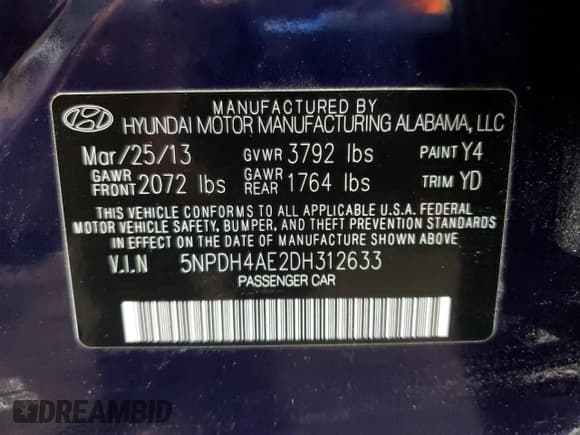 MANUFACTURED BY
HYUNDAI MOTOR MANUFACTURING ALABAMA, LLC
Mar/25/13 GVWR 3792 lbs PAINT Y4
GAWR FRONT 2072 lbs GAWR REAR 1764 lbs TRIM YD
THIS VEHICLE CONFORMS TO ALL APPLICABLE U.S.A. FEDERAL
MOTOR VEHICLE SAFETY, BUMPER, AND THEFT PREVENTION STANDARDS
IN EFFECT ON THE DATE OF MANUFACTURE SHOWN ABOVE.
V.I.N 5NPDH4AE2DH312633
PASSENGER CAR
DREAMBID